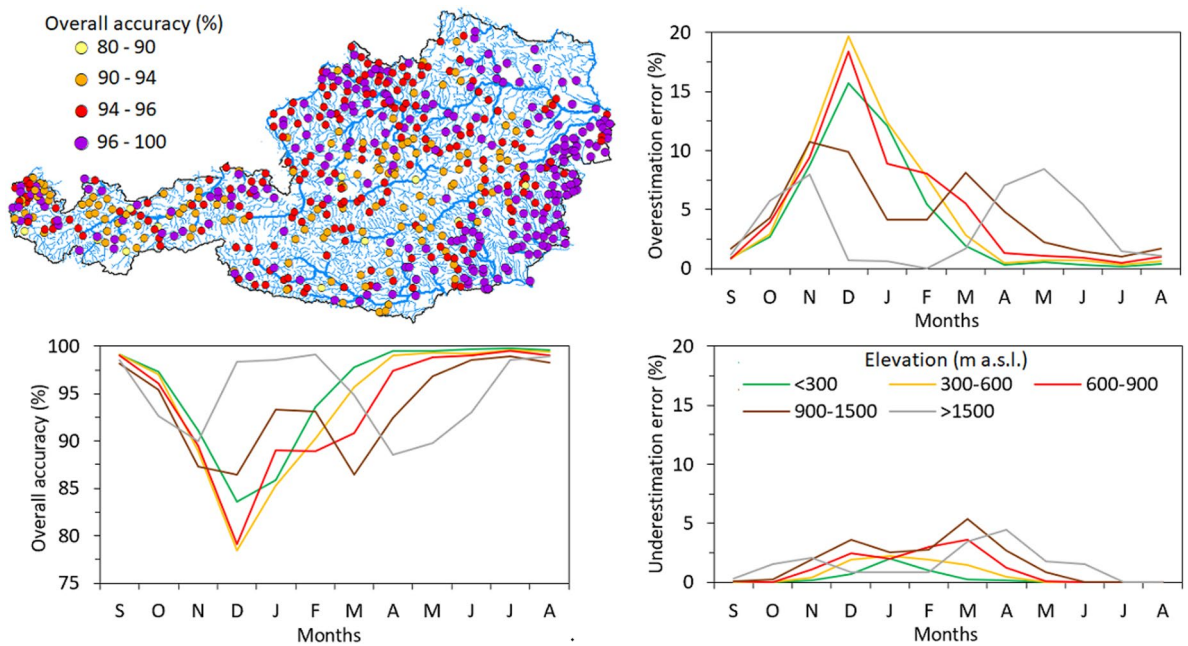 Overall accuracy (%)
80 - 90
90 - 94
94 - 96
96 - 100
Overestimation error (%)
20
15
10
5
0
S O N D J F M A M J J A
Months
Overall accuracy (%)
100
95
90
85
80
75
S O N D J F M A M J J A
Months
Underestimation error (%)
20
15
10
5
0
Elevation (m a.s.l.)
<300 300-600 600-900
900-1500 >1500
S O N D J F M A M J J A
Months